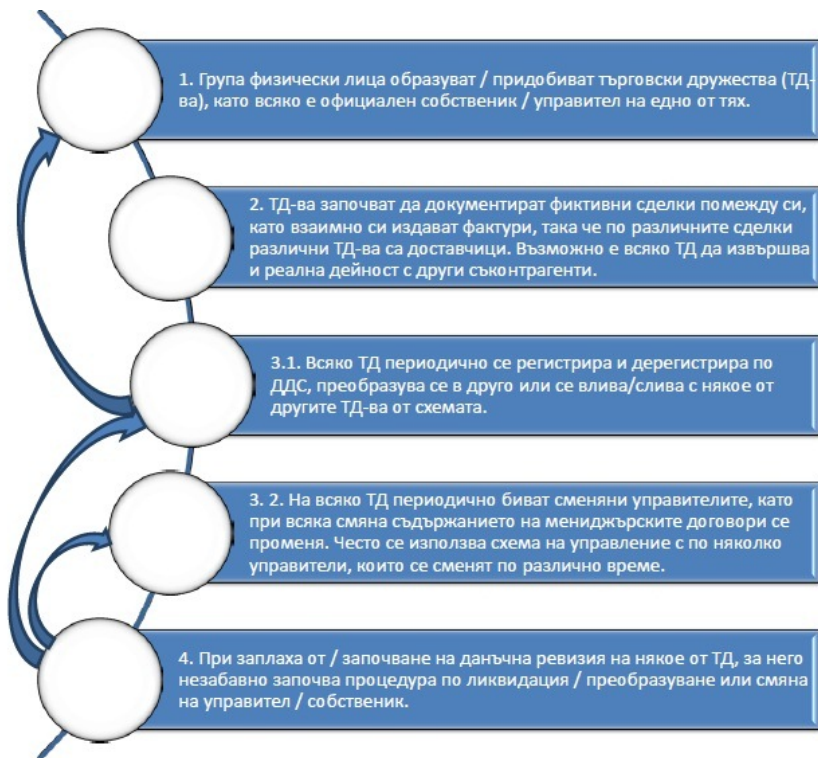 1. Група физически лица образуват / придобиват търговски дружества (ТД-
ва), като всяко е официален собственик / управител на едно от тях.
2. ТД-ва започват да документират фиктивни сделки помежду си,
като взаимно си издават фактури, така че по различните сделки
различни ТД-ва са доставчици. Възможно е всяко ТД да извършва
и реална дейност с други съконтрагенти.
3.1. Всяко ТД периодично се регистрира и дерегистрира по
ДДС, преобразува се в друго или се влива/слива с някое от
другите ТД-ва от схемата.
3. 2. На всяко ТД периодично биват сменяни управителите, като
при всяка смяна съдържанието на мениджърските договори се
променя. Често се използва схема на управление с по няколко
управители, които се сменят по различно време.
4. При заплаха от / започване на данъчна ревизия на някое от ТД, за него
незабавно започва процедура по ликвидация / преобразуване или смяна
на управител / собственик.